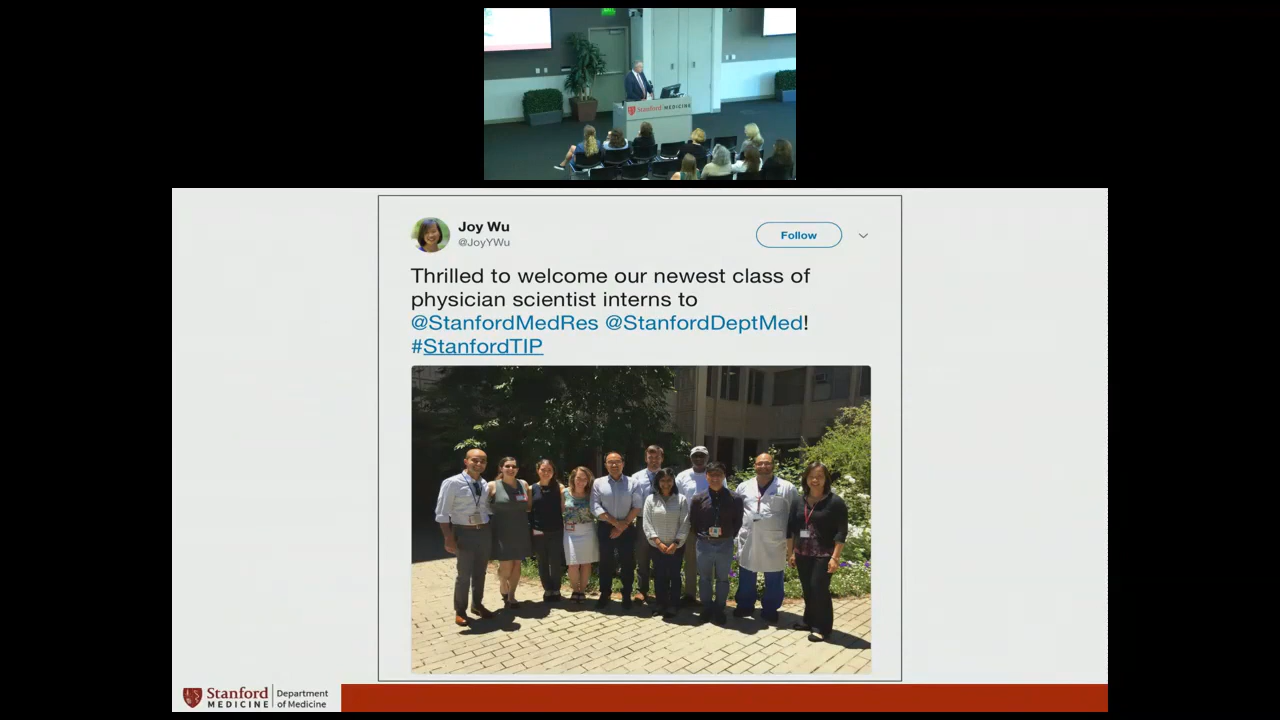 Stanford MEDICINE
Joy Wu
@JoyYWu
Follow
Thrilled to welcome our newest class of
physician scientist interns to
@StanfordMedRes @StanfordDeptMed!
#StanfordTIP
Stanford
MEDICINE
Department
of Medicine